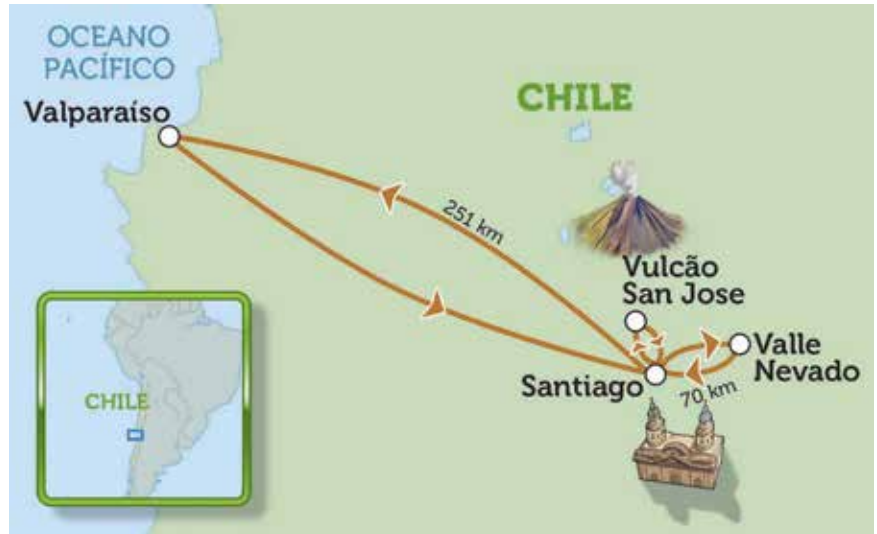 OCEANO
PACÍFICO
Valparaíso
CHILE
251 km
Vulcão
San Jose
Valle
Nevado
Santiago
70 km
CHILE